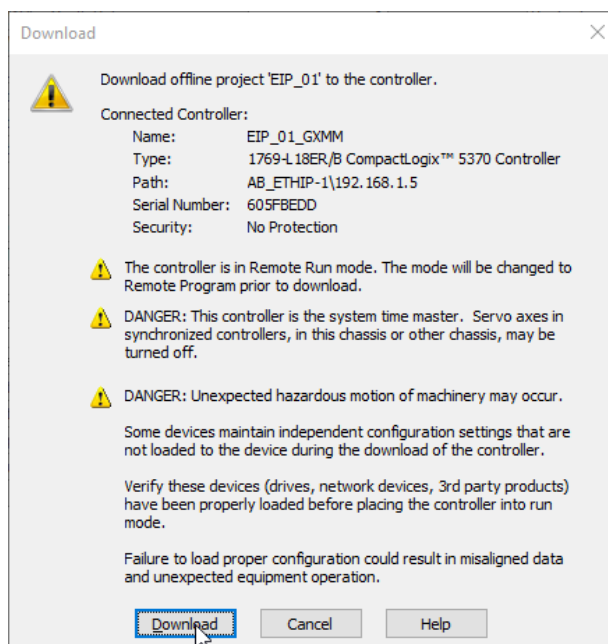 Download
Download offline project 'EIP_01' to the controller.
Connected Controller:
Name: EIP_01_GXMM
Type: 1769-L18ER/B CompactLogix™ 5370 Controller
Path: AB_ETHIP-1\192.168.1.5
Serial Number: 605FBEDD
Security: No Protection
The controller is in Remote Run mode. The mode will be changed to
Remote Program prior to download.
DANGER: This controller is the system time master. Servo axes in
synchronized controllers, in this chassis or other chassis, may be
turned off.
DANGER: Unexpected hazardous motion of machinery may occur.
Some devices maintain independent configuration settings that are
not loaded to the device during the download of the controller.
Verify these devices (drives, network devices, 3rd party products)
have been properly loaded before placing the controller into run
mode.
Failure to load proper configuration could result in misaligned data
and unexpected equipment operation.
Download Cancel Help